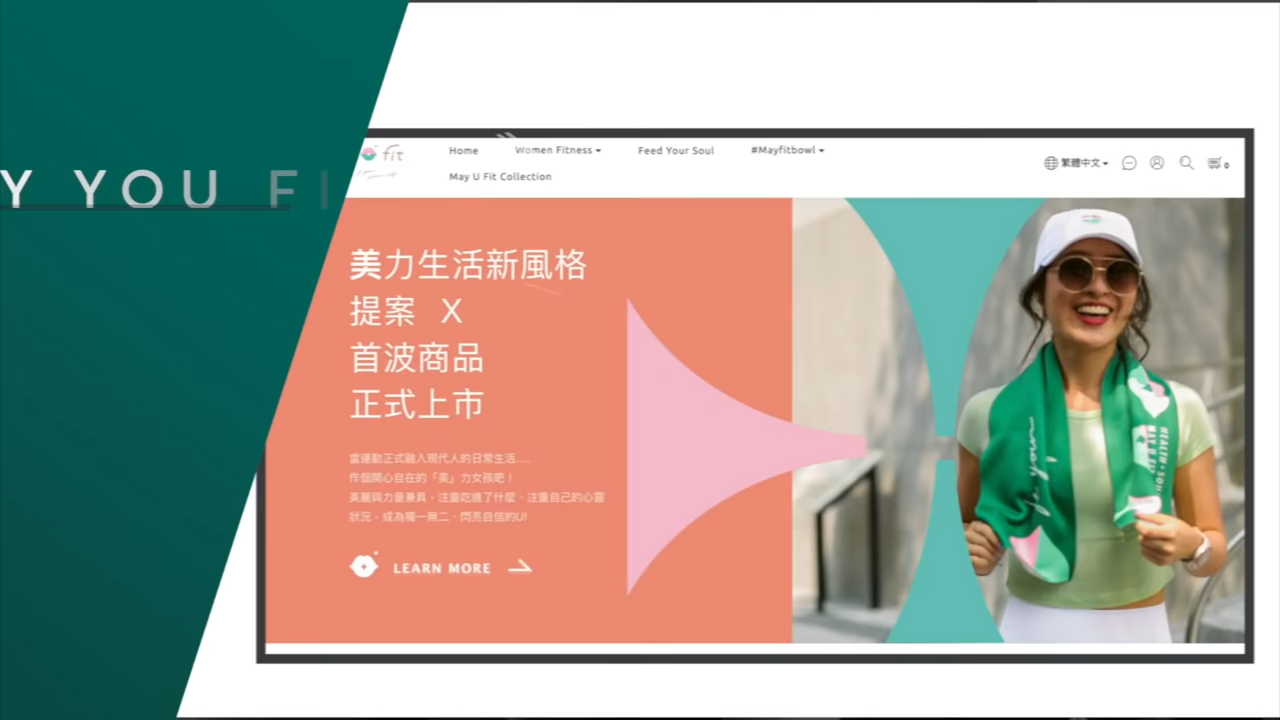 Y YOU FI
fit
Home
Women Fitness
Feed Your Soul
#Mayfitbowl
May U Fit Collection
繁體中文
0
美力生活新風格
提案 X
首波商品
正式上市
當運動正式融入現代人的日常生活....
作個開心自在的「美」力女孩吧！
美麗與力量兼具，注重吃進了什麼、注重自己的心靈
狀況，成為獨一無二、閃亮自信的U!
LEARN MORE
HEALTH + SOUL
MAY U FIT